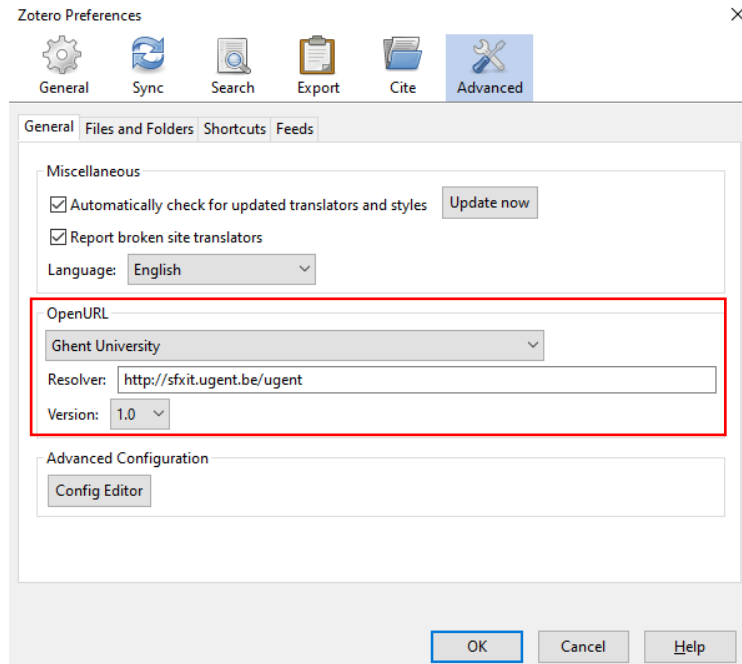 Zotero Preferences
General Sync Search Export Cite Advanced
General Files and Folders Shortcuts Feeds
Miscellaneous
Automatically check for updated translators and styles Update now
Report broken site translators
Language: English
OpenURL
Ghent University
Resolver: http://sfxit.ugent.be/ugent
Version: 1.0
Advanced Configuration
Config Editor
OK Cancel Help